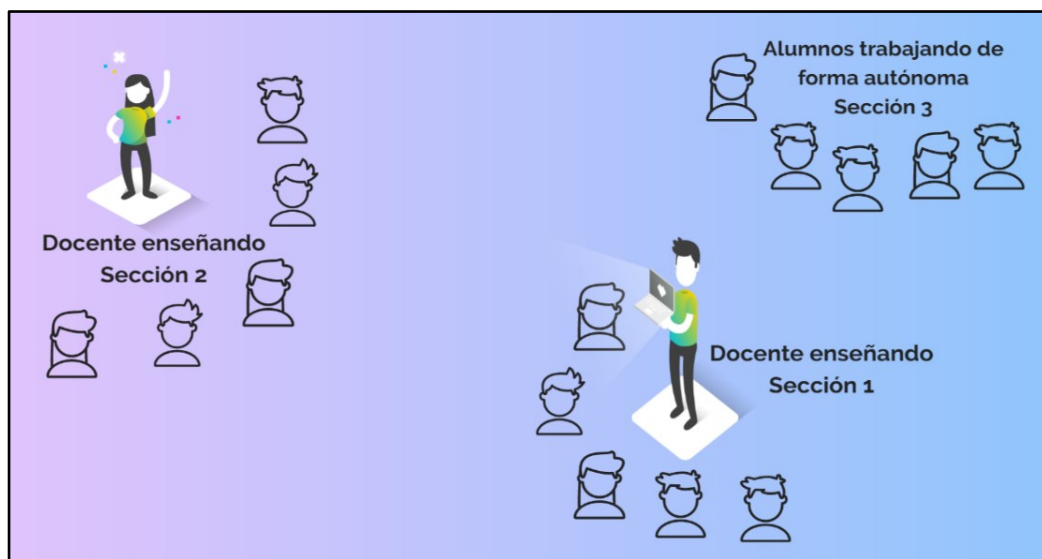 Docente enseñando
Sección 2
Alumnos trabajando de
forma autónoma
Sección 3
Docente enseñando
Sección 1